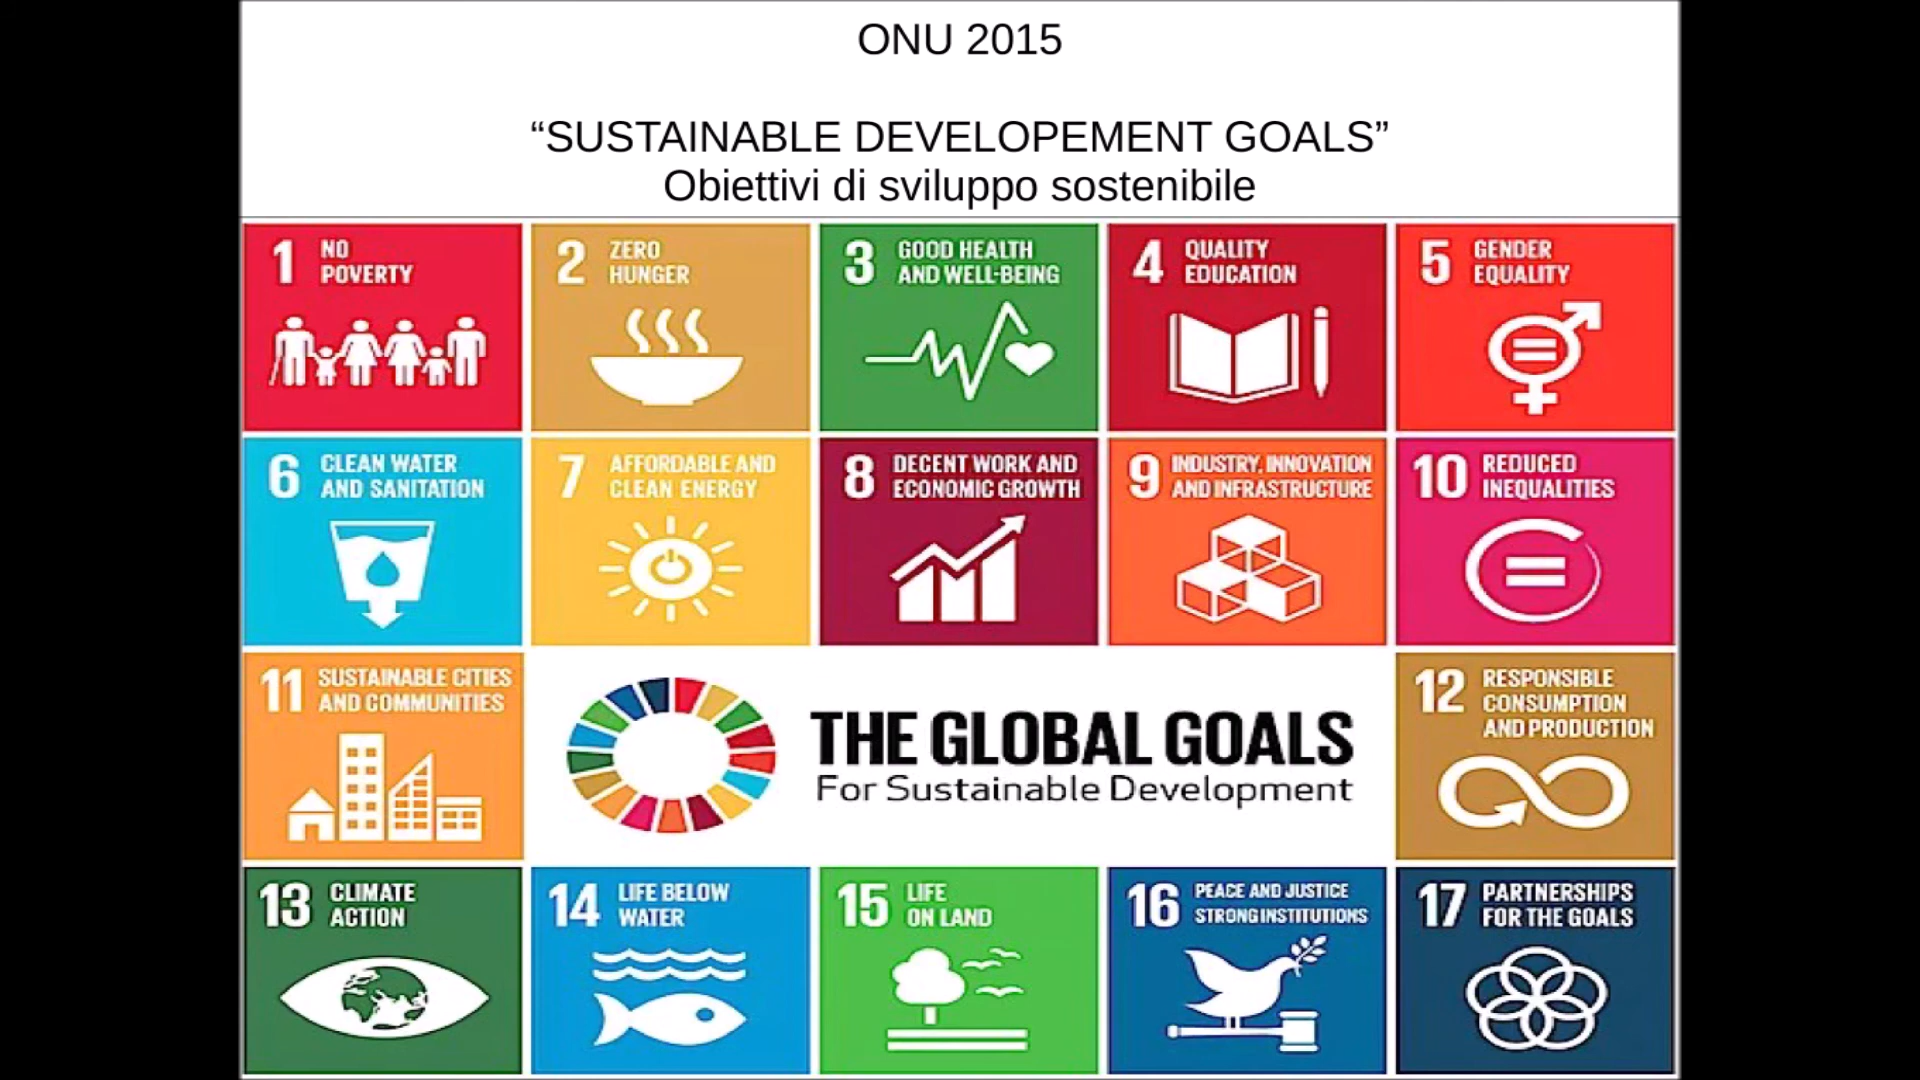 ONU 2015
“SUSTAINABLE DEVELOPEMENT GOALS”
Obiettivi di sviluppo sostenibile
1 NO
POVERTY
2 ZERO
HUNGER
3 GOOD HEALTH
AND WELL-BEING
4 QUALITY
EDUCATION
5 GENDER
EQUALITY
6 CLEAN WATER
AND SANITATION
7 AFFORDABLE AND
CLEAN ENERGY
8 DECENT WORK AND
ECONOMIC GROWTH
9 INDUSTRY, INNOVATION
AND INFRASTRUCTURE
10 REDUCED
INEQUALITIES
11 SUSTAINABLE CITIES
AND COMMUNITIES
THE GLOBAL GOALS
For Sustainable Development
12 RESPONSIBLE
CONSUMPTION
AND PRODUCTION
13 CLIMATE
ACTION
14 LIFE BELOW
WATER
15 LIFE
ON LAND
16 PEACE AND JUSTICE
STRONG INSTITUTIONS
17 PARTNERSHIPS
FOR THE GOALS